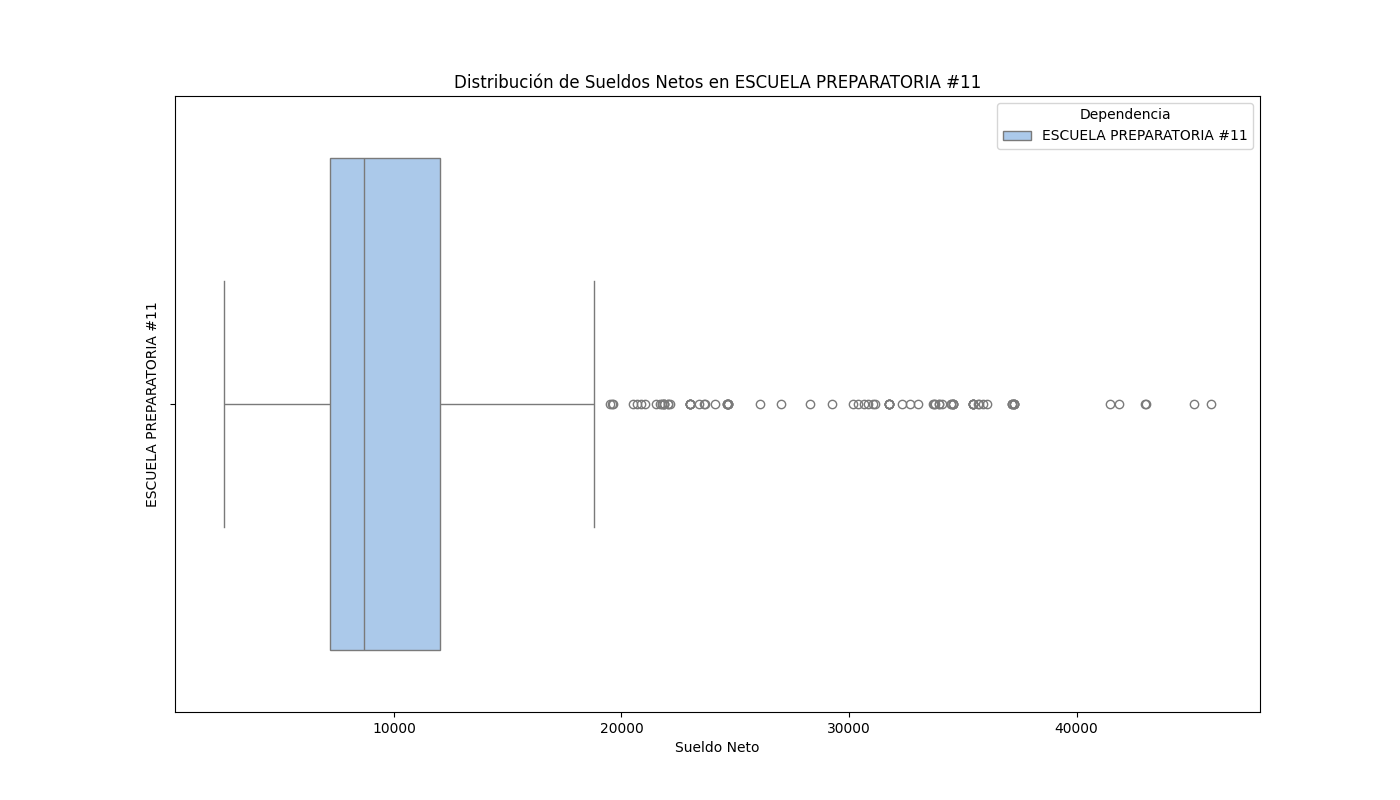 Distribución de Sueldos Netos en ESCUELA PREPARATORIA #11
Dependencia
ESCUELA PREPARATORIA #11
ESCUELA PREPARATORIA #11
10000
20000
30000
40000
Sueldo Neto